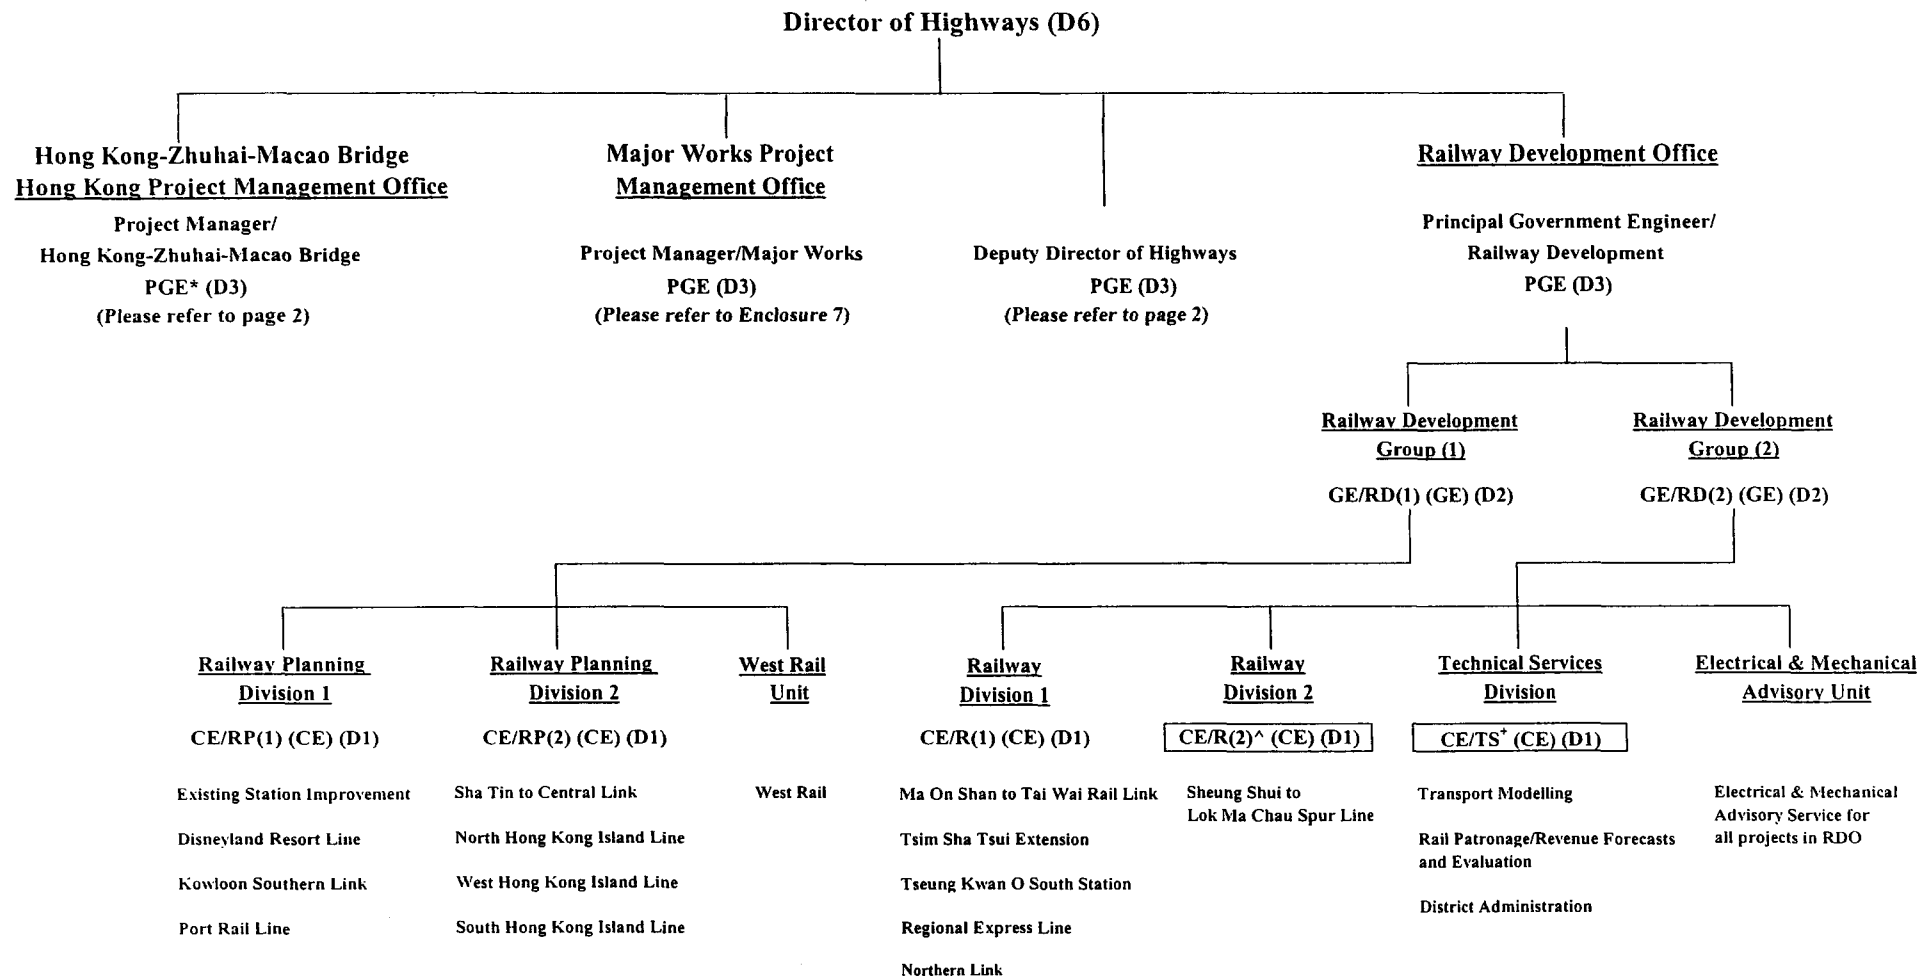 Director of Highways (D6)
Hong Kong-Zhuhai-Macao Bridge
Hong Kong Project Management Office
Project Manager/
Hong Kong-Zhuhai-Macao Bridge
PGE* (D3)
(Please refer to page 2)
Major Works Project
Management Office
Project Manager/Major Works
PGE (D3)
(Please refer to Enclosure 7)
Deputy Director of Highways
PGE (D3)
(Please refer to page 2)
Railway Development Office
Principal Government Engineer/
Railway Development
PGE (D3)
Railway Development
Group (1)
GE/RD(1) (GE) (D2)
Railway Development
Group (2)
GE/RD(2) (GE) (D2)
Railway Planning
Division 1
CE/RP(1) (CE) (D1)
Existing Station Improvement
Disneyland Resort Line
Kowloon Southern Link
Port Rail Line
Railway Planning
Division 2
CE/RP(2) (CE) (D1)
Sha Tin to Central Link
North Hong Kong Island Line
West Hong Kong Island Line
South Hong Kong Island Line
West Rail
Unit
West Rail
Railway
Division 1
CE/R(1) (CE) (D1)
Ma On Shan to Tai Wai Rail Link
Tsim Sha Tsui Extension
Tseung Kwan O South Station
Regional Express Line
Northern Link
Railway
Division 2
CE/R(2)^ (CE) (D1)
Sheung Shui to
Lok Ma Chau Spur Line
Technical Services
Division
CE/TS+ (CE) (D1)
Transport Modelling
Rail Patronage/Revenue Forecasts
and Evaluation
District Administration
Electrical & Mechanical
Advisory Unit
Electrical & Mechanical
Advisory Service for
all projects in RDO